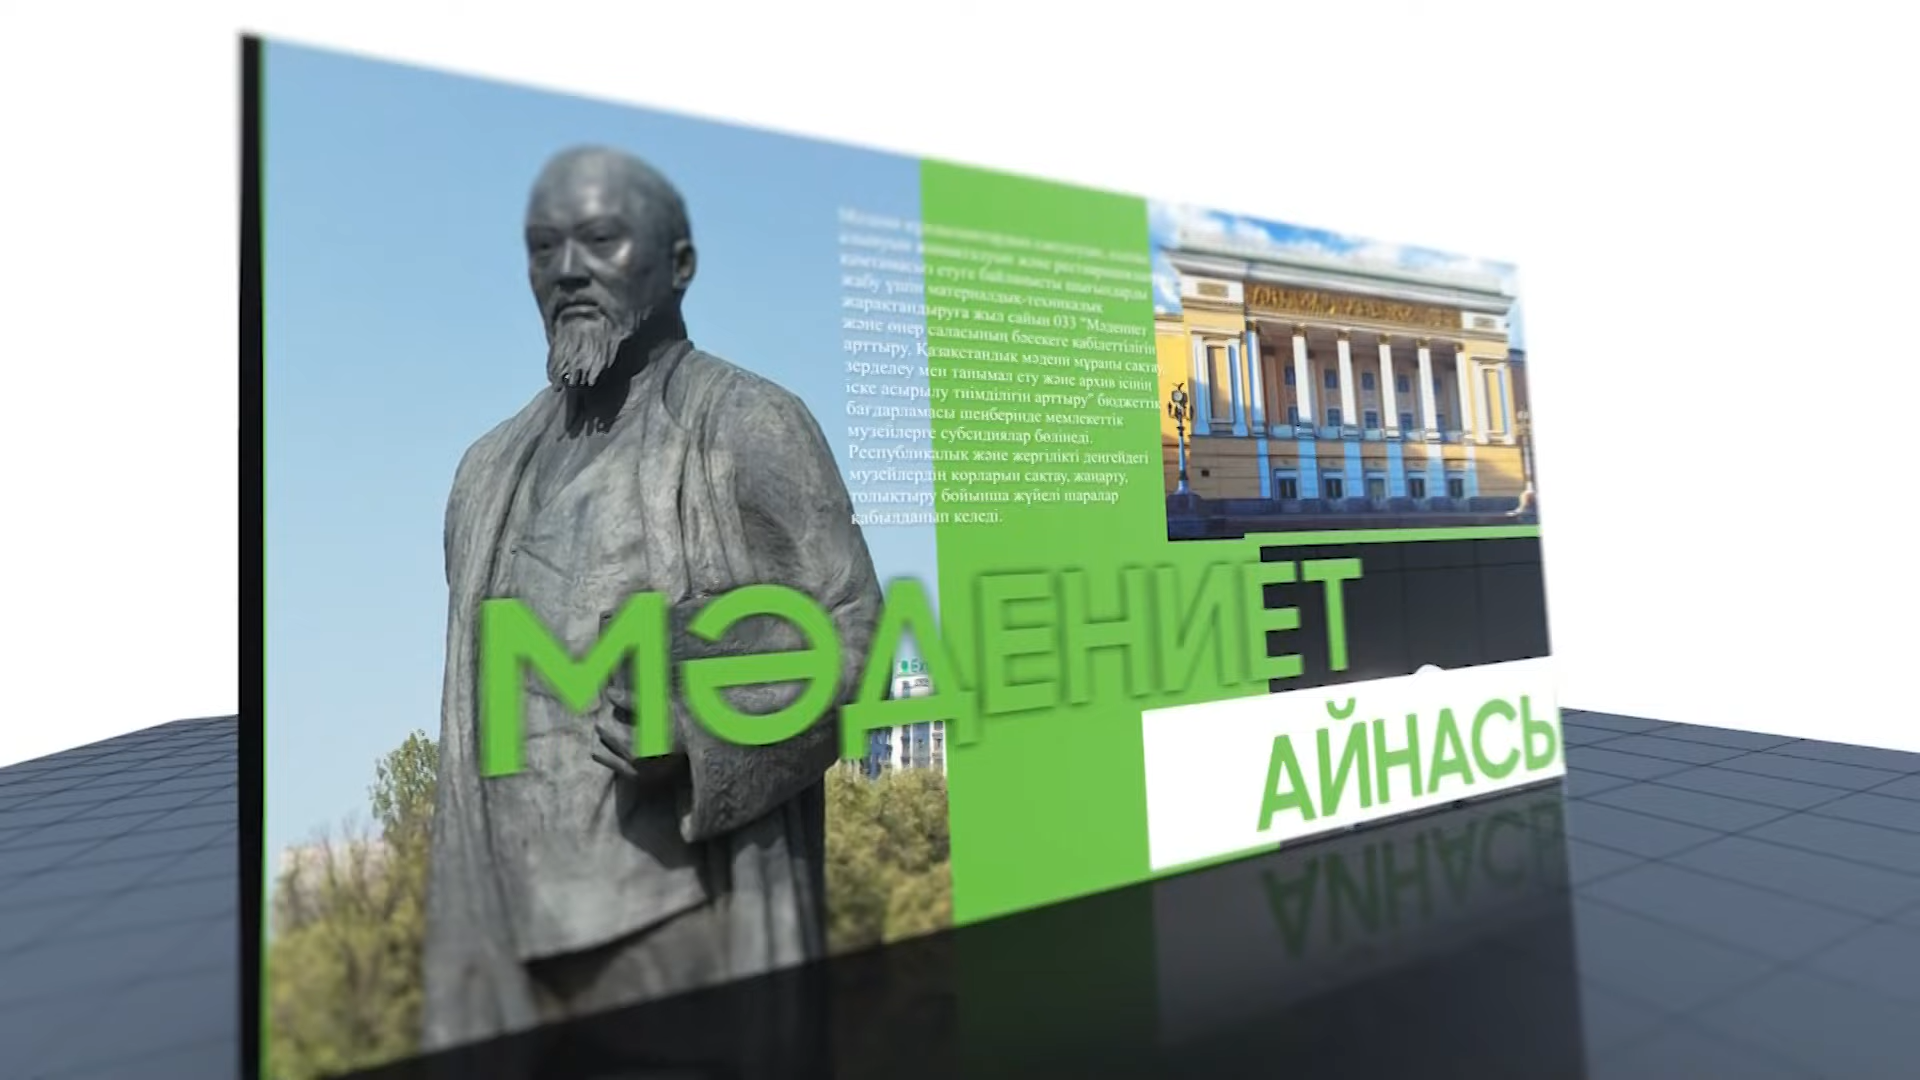 жабу үшін материалдық-техникалық
жарақтандыруға жыл сайын 033 "Мәдениет
және өнер саласының бәсекеге қабілеттілігін
арттыру, Қазақстандық мәдени мұраны сақтау,
зерделеу мен танымал ету және архив ісінің
іске асырылу тиімділігін арттыру" бюджеттік
бағдарламасы шеңберінде мемлекеттік
музейлерге субсидиялар бөлінеді.
Республикалық және жергілікті деңгейдегі
музейлердің қорларын сақтау, жаңарту,
толықтыру бойынша жүйелі шаралар
қабылданып келеді.
МӘДЕНИЕТ
АЙНАСЫ